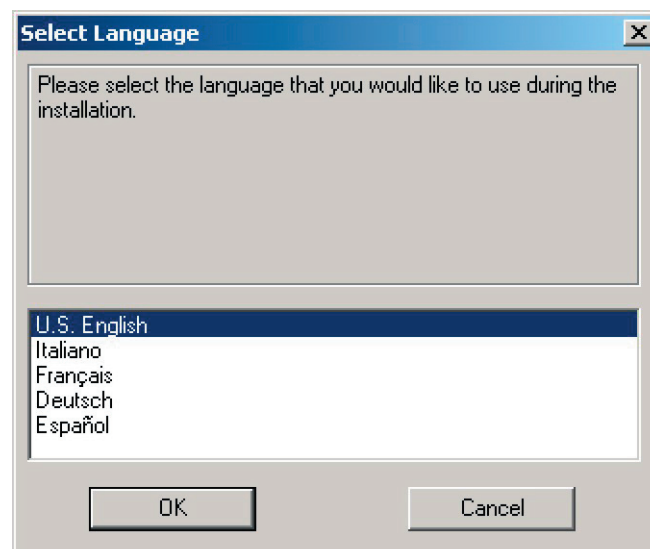 Select Language
Please select the language that you would like to use during the
installation.
U.S. English
Italiano
Français
Deutsch
Español
OK
Cancel